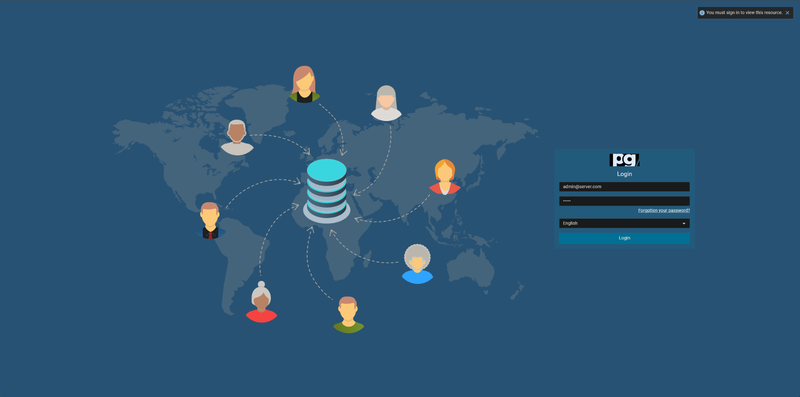 You must sign in to view this resource.
pg
Login
admin@server.com
•••••
Forgotten your password?
English
Login